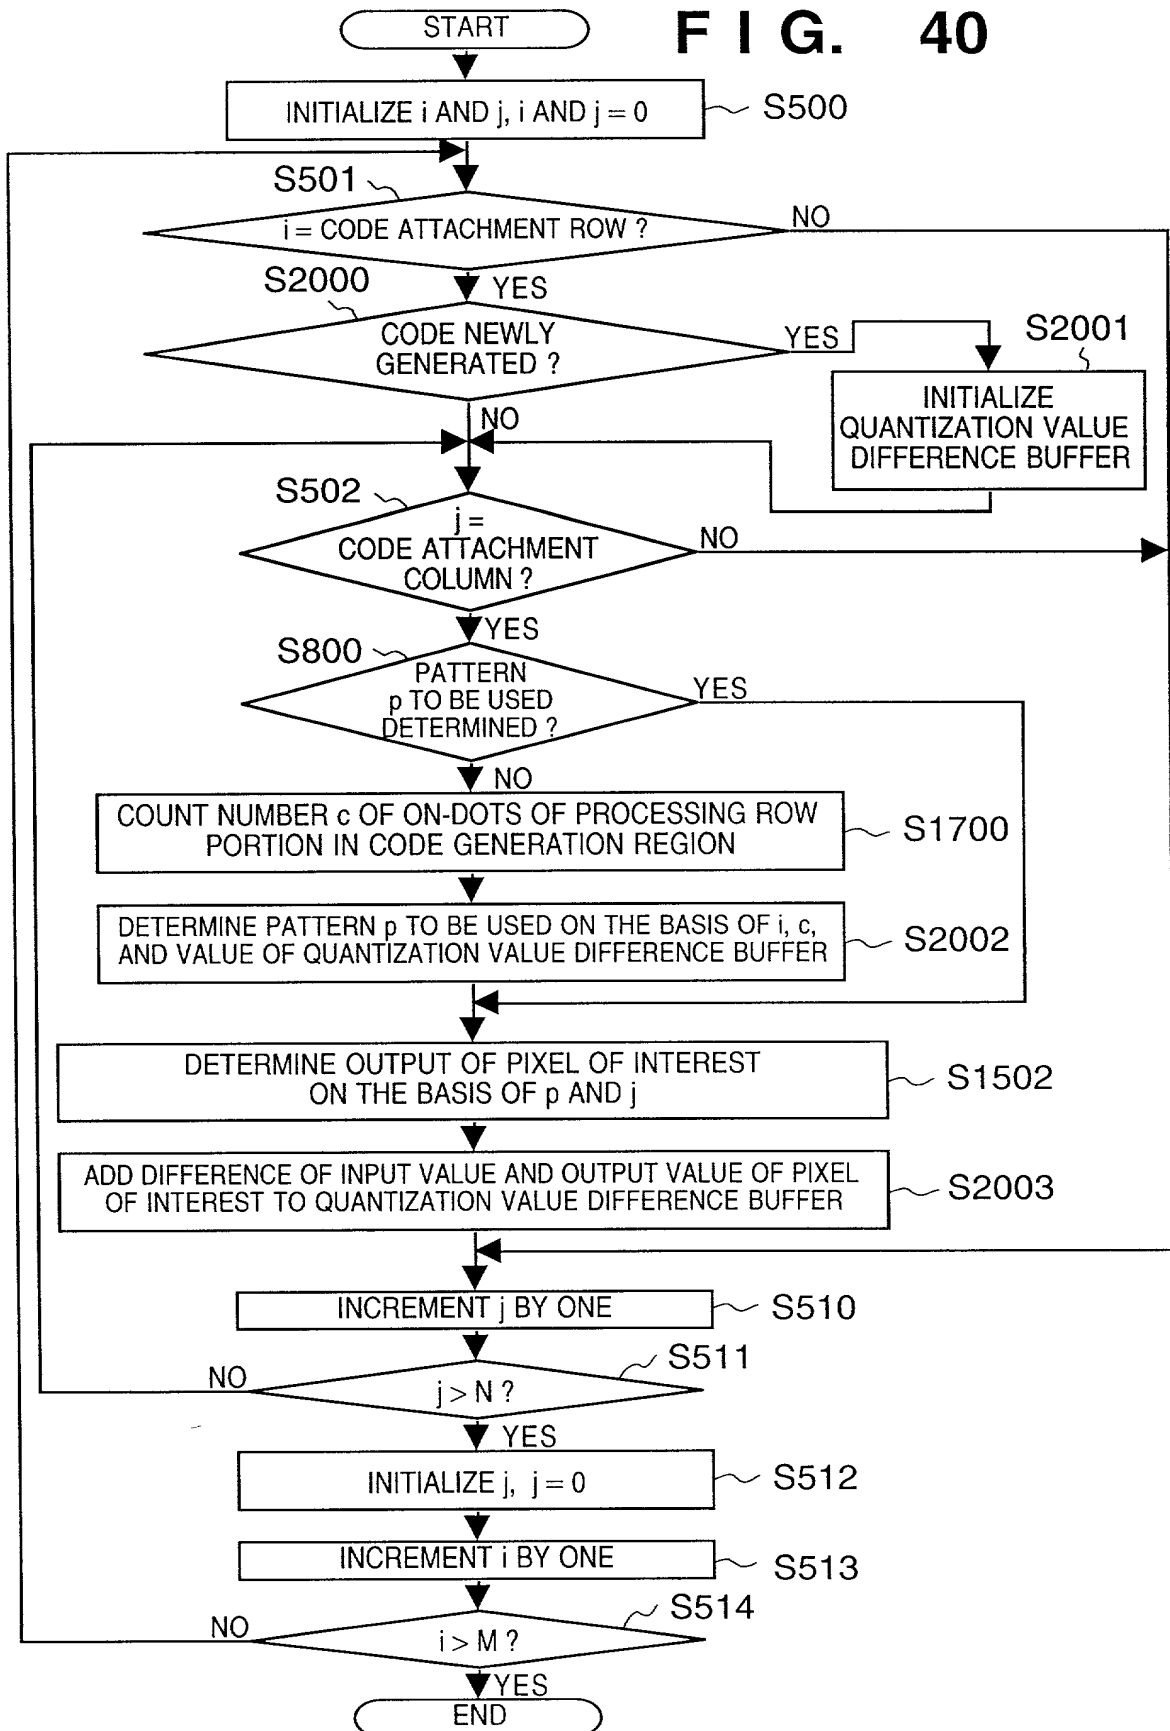 START
F I G. 40
INITIALIZE i AND j, i AND j = 0
S500
S501
i = CODE ATTACHMENT ROW ?
NO
YES
S2000
CODE NEWLY
GENERATED ?
YES
S2001
INITIALIZE
QUANTIZATION VALUE
DIFFERENCE BUFFER
NO
S502
j =
CODE ATTACHMENT
COLUMN ?
NO
YES
S800
PATTERN
p TO BE USED
DETERMINED ?
YES
NO
COUNT NUMBER c OF ON-DOTS OF PROCESSING ROW
PORTION IN CODE GENERATION REGION
S1700
DETERMINE PATTERN p TO BE USED ON THE BASIS OF i, c,
AND VALUE OF QUANTIZATION VALUE DIFFERENCE BUFFER
S2002
DETERMINE OUTPUT OF PIXEL OF INTEREST
ON THE BASIS OF p AND j
S1502
ADD DIFFERENCE OF INPUT VALUE AND OUTPUT VALUE OF PIXEL
OF INTEREST TO QUANTIZATION VALUE DIFFERENCE BUFFER
S2003
INCREMENT j BY ONE
S510
S511
j > N ?
NO
YES
INITIALIZE j, j = 0
S512
INCREMENT i BY ONE
S513
S514
i > M ?
NO
YES
END